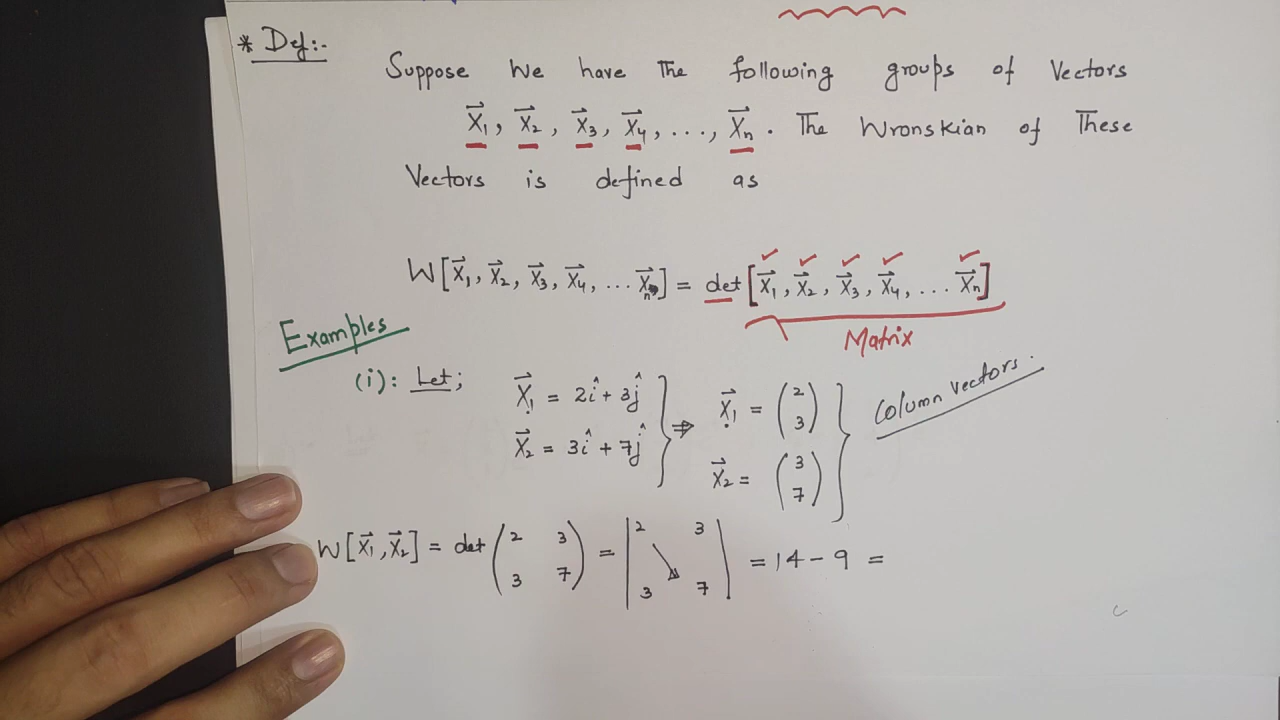 * Def:-
Suppose We have The following groups of Vectors
X⃗₁, X⃗₂, X⃗₃, X⃗₄, ..., X⃗ₙ. The Wronskian of These
Vectors is defined as
W[X⃗₁, X⃗₂, X⃗₃, X⃗₄, ... X⃗ₙ] = det[X⃗₁, X⃗₂, X⃗₃, X⃗₄, ... X⃗ₙ]
Matrix
Examples
(i): Let;
X⃗₁ = 2î + 3ĵ
X⃗₂ = 3î + 7ĵ
⇒
X⃗₁ = (2 3)
X⃗₂ = (3 7)
Column vectors.
W[X⃗₁, X⃗₂] = det (2 3 3 7) = |2 3 3 7| = 14 - 9 =